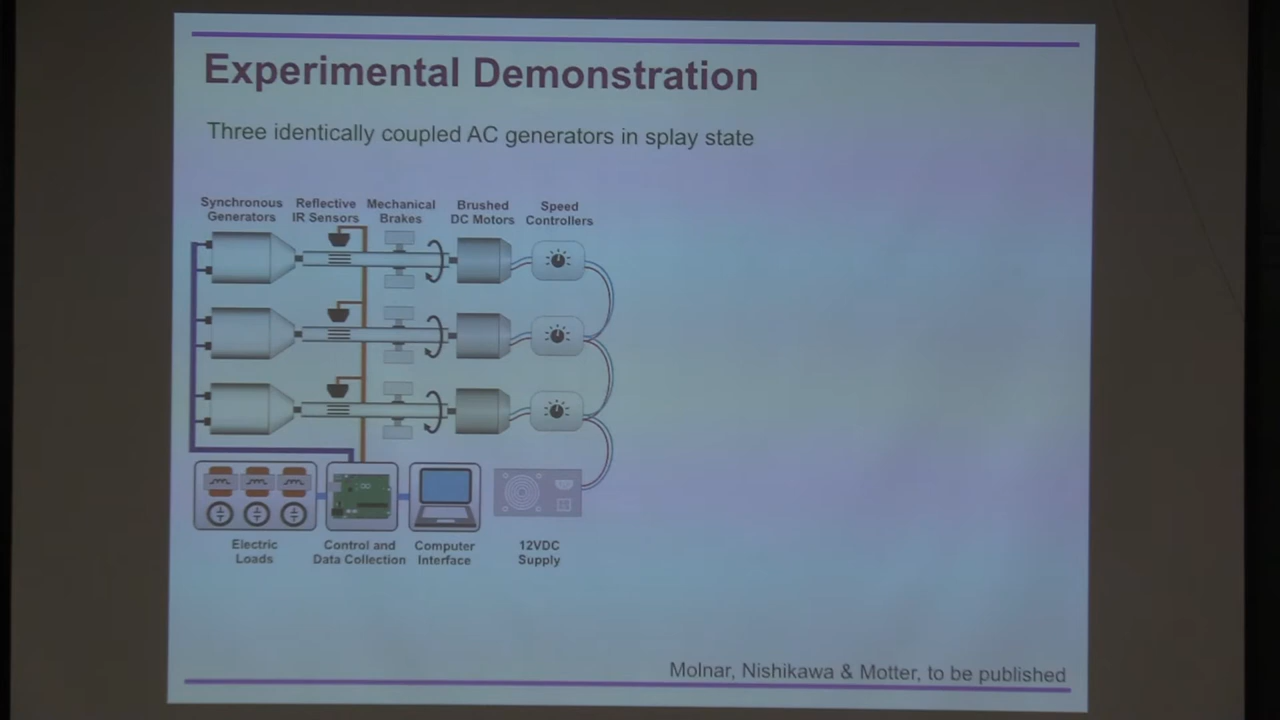 Experimental Demonstration
Three identically coupled AC generators in splay state
Synchronous
Generators
Reflective
IR Sensors
Mechanical
Brakes
Brushed
DC Motors
Speed
Controllers
Electric
Loads
Control and
Data Collection
Computer
Interface
12VDC
Supply
Molnar, Nishikawa & Motter, to be published